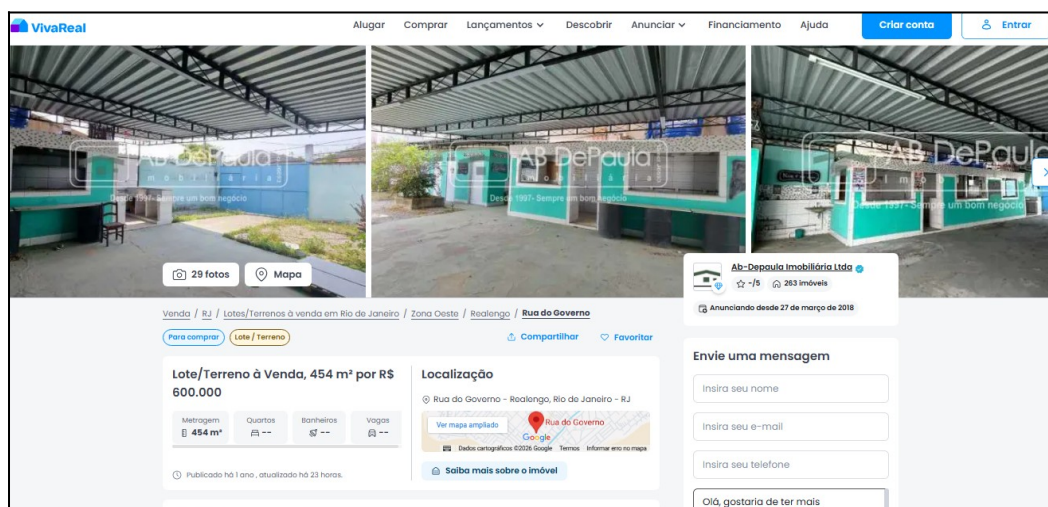 VivaReal
Alugar Comprar Lançamentos Descobrir Anunciar Financiamento Ajuda Criar conta Entrar
AB DePaula
mobiliária
Desde 1997- Sempre um bom negócio
AB DePaula
Desde 1997- Sempre um bom negócio
AB DePaula
Desde 1997- Sempre um bom negócio
29 fotos Mapa
Ab-Depaula Imobiliária Ltda
-/5 263 imóveis
Anunciando desde 27 de março de 2018
Venda / RJ / Lotes/Terrenos à venda em Rio de Janeiro / Zona Oeste / Realengo / Rua do Governo
Para comprar Lote / Terreno
Compartilhar Favoritar
Lote/Terreno à Venda, 454 m² por R$
600.000
Metragem Quartos Banheiros Vagas
454 m² -- -- --
Publicado há 1 ano, atualizado há 23 horas.
Localização
Rua do Governo - Realengo, Rio de Janeiro - RJ
Ver mapa ampliado
Rua do Governo
Google
Dados cartográficos ©2026 Google Termos Informar erro no mapa
Saiba mais sobre o imóvel
Envie uma mensagem
Insira seu nome
Insira seu e-mail
Insira seu telefone
Olá, gostaria de ter mais